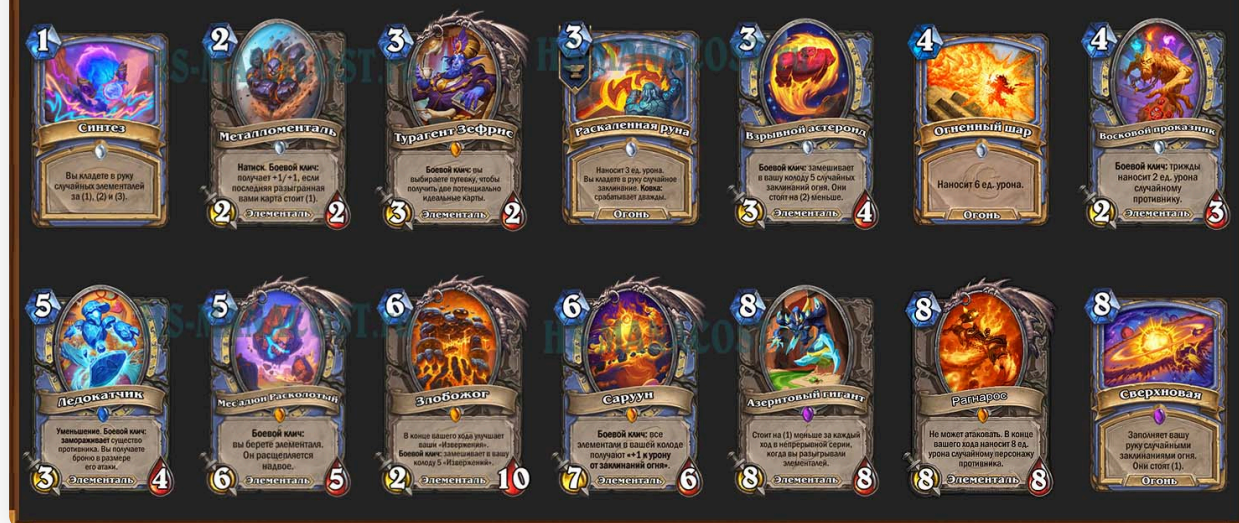 1
Синтез
Вы кладете в руку
случайных элементалей
за (1), (2) и (3).
2
Металломенталь
Натиск. Боевой клич:
получает +1/+1, если
последняя разыгранная
вами карта стоит (1).
2 Элементаль 2
3
Турагент Зефрис
Боевой клич: вы
выбираете путевку, чтобы
получить две потенциально
идеальные карты.
3 Элементаль 2
3
Раскаленная руна
Наносит 3 ед. урона.
Вы кладете в руку случайное
заклинание. Ковка:
срабатывает дважды.
Огонь
3
Взрывной астероид
Боевой клич: замешивает
в вашу колоду 5 случайных
заклинаний огня. Они
стоят на (2) меньше.
3 Элементаль 4
4
Огненный шар
Наносит 6 ед. урона.
Огонь
4
Восковой проказник
Боевой клич: трижды
наносит 2 ед. урона
случайному
противнику.
2 Элементаль 3
5
Ледокатчик
Уменьшение. Боевой клич:
замораживает существо
противника. Вы получаете
броню в размере
его атаки.
3 Элементаль 4
5
Месадюн Расколотый
Боевой клич:
вы берете элементаля.
Он расщепляется
надвое.
6 Элементаль 5
6
Злобожог
В конце вашего хода улучшает
ваши «Извержения».
Боевой клич: замешивает в вашу
колоду 5 «Извержений».
2 Элементаль 10
6
Саруун
Боевой клич: все
элементали в вашей колоде
получают «+1 к урону
от заклинаний огня».
7 Элементаль 6
8
Азеритовый гигант
Стоит на (1) меньше за каждый
ход в непрерывной серии,
когда вы разыгрывали
элементалей.
8 Элементаль 8
8
Рагнарос
Не может атаковать. В конце
вашего хода наносит 8 ед.
урона случайному персонажу
противника.
8 Элементаль 8
8
Сверхновая
Заполняет вашу
руку случайными
заклинаниями огня.
Они стоят (1).
Огонь